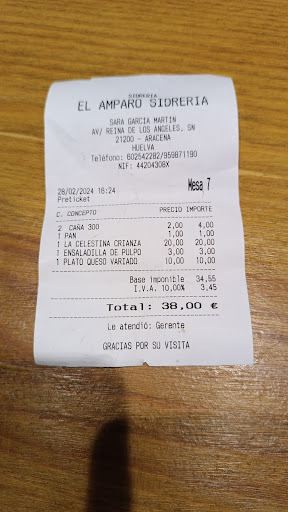 SIDRERIA
EL AMPARO SIDRERIA
SARA GARCIA MARTIN
AV/ REINA DE LOS ANGELES, SN
21200 - ARACENA
HUELVA
Teléfono: 602542282/959871190
NIF: 44204308X
28/02/2024 16:24 Mesa 7
Preticket
C. CONCEPTO PRECIO IMPORTE
2 CAÑA 300 2,00 4,00
1 PAN 1,00 1,00
1 LA CELESTINA CRIANZA 20,00 20,00
1 ENSALADILLA DE PULPO 3,00 3,00
1 PLATO QUESO VARIADO 10,00 10,00
Base imponible 34,55
I.V.A. 10,00% 3,45
Total: 38,00 €
Le atendió: Gerente
GRACIAS POR SU VISITA